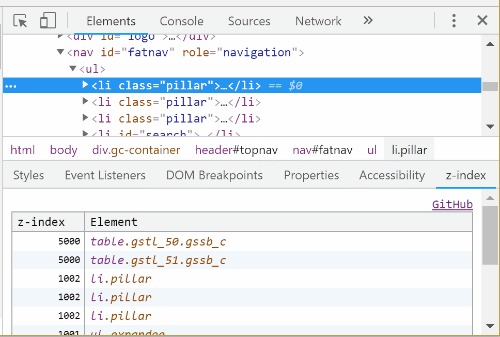 Elements Console Sources Network »
<div id="logo">…</div>
▼<nav id="fatnav" role="navigation">
▼<ul>
… ▶<li class="pillar">…</li> == $0
▶<li class="pillar">…</li>
▶<li class="pillar">…</li>
▶<li id="search">…</li>
html body div.gc-container header#topnav nav#fatnav ul li.pillar
Styles Event Listeners DOM Breakpoints Properties Accessibility z-index
GitHub
z-index Element
5000 table.gstl_50.gssb_c
5000 table.gstl_51.gssb_c
1002 li.pillar
1002 li.pillar
1002 li.pillar
1001 ul.expandee